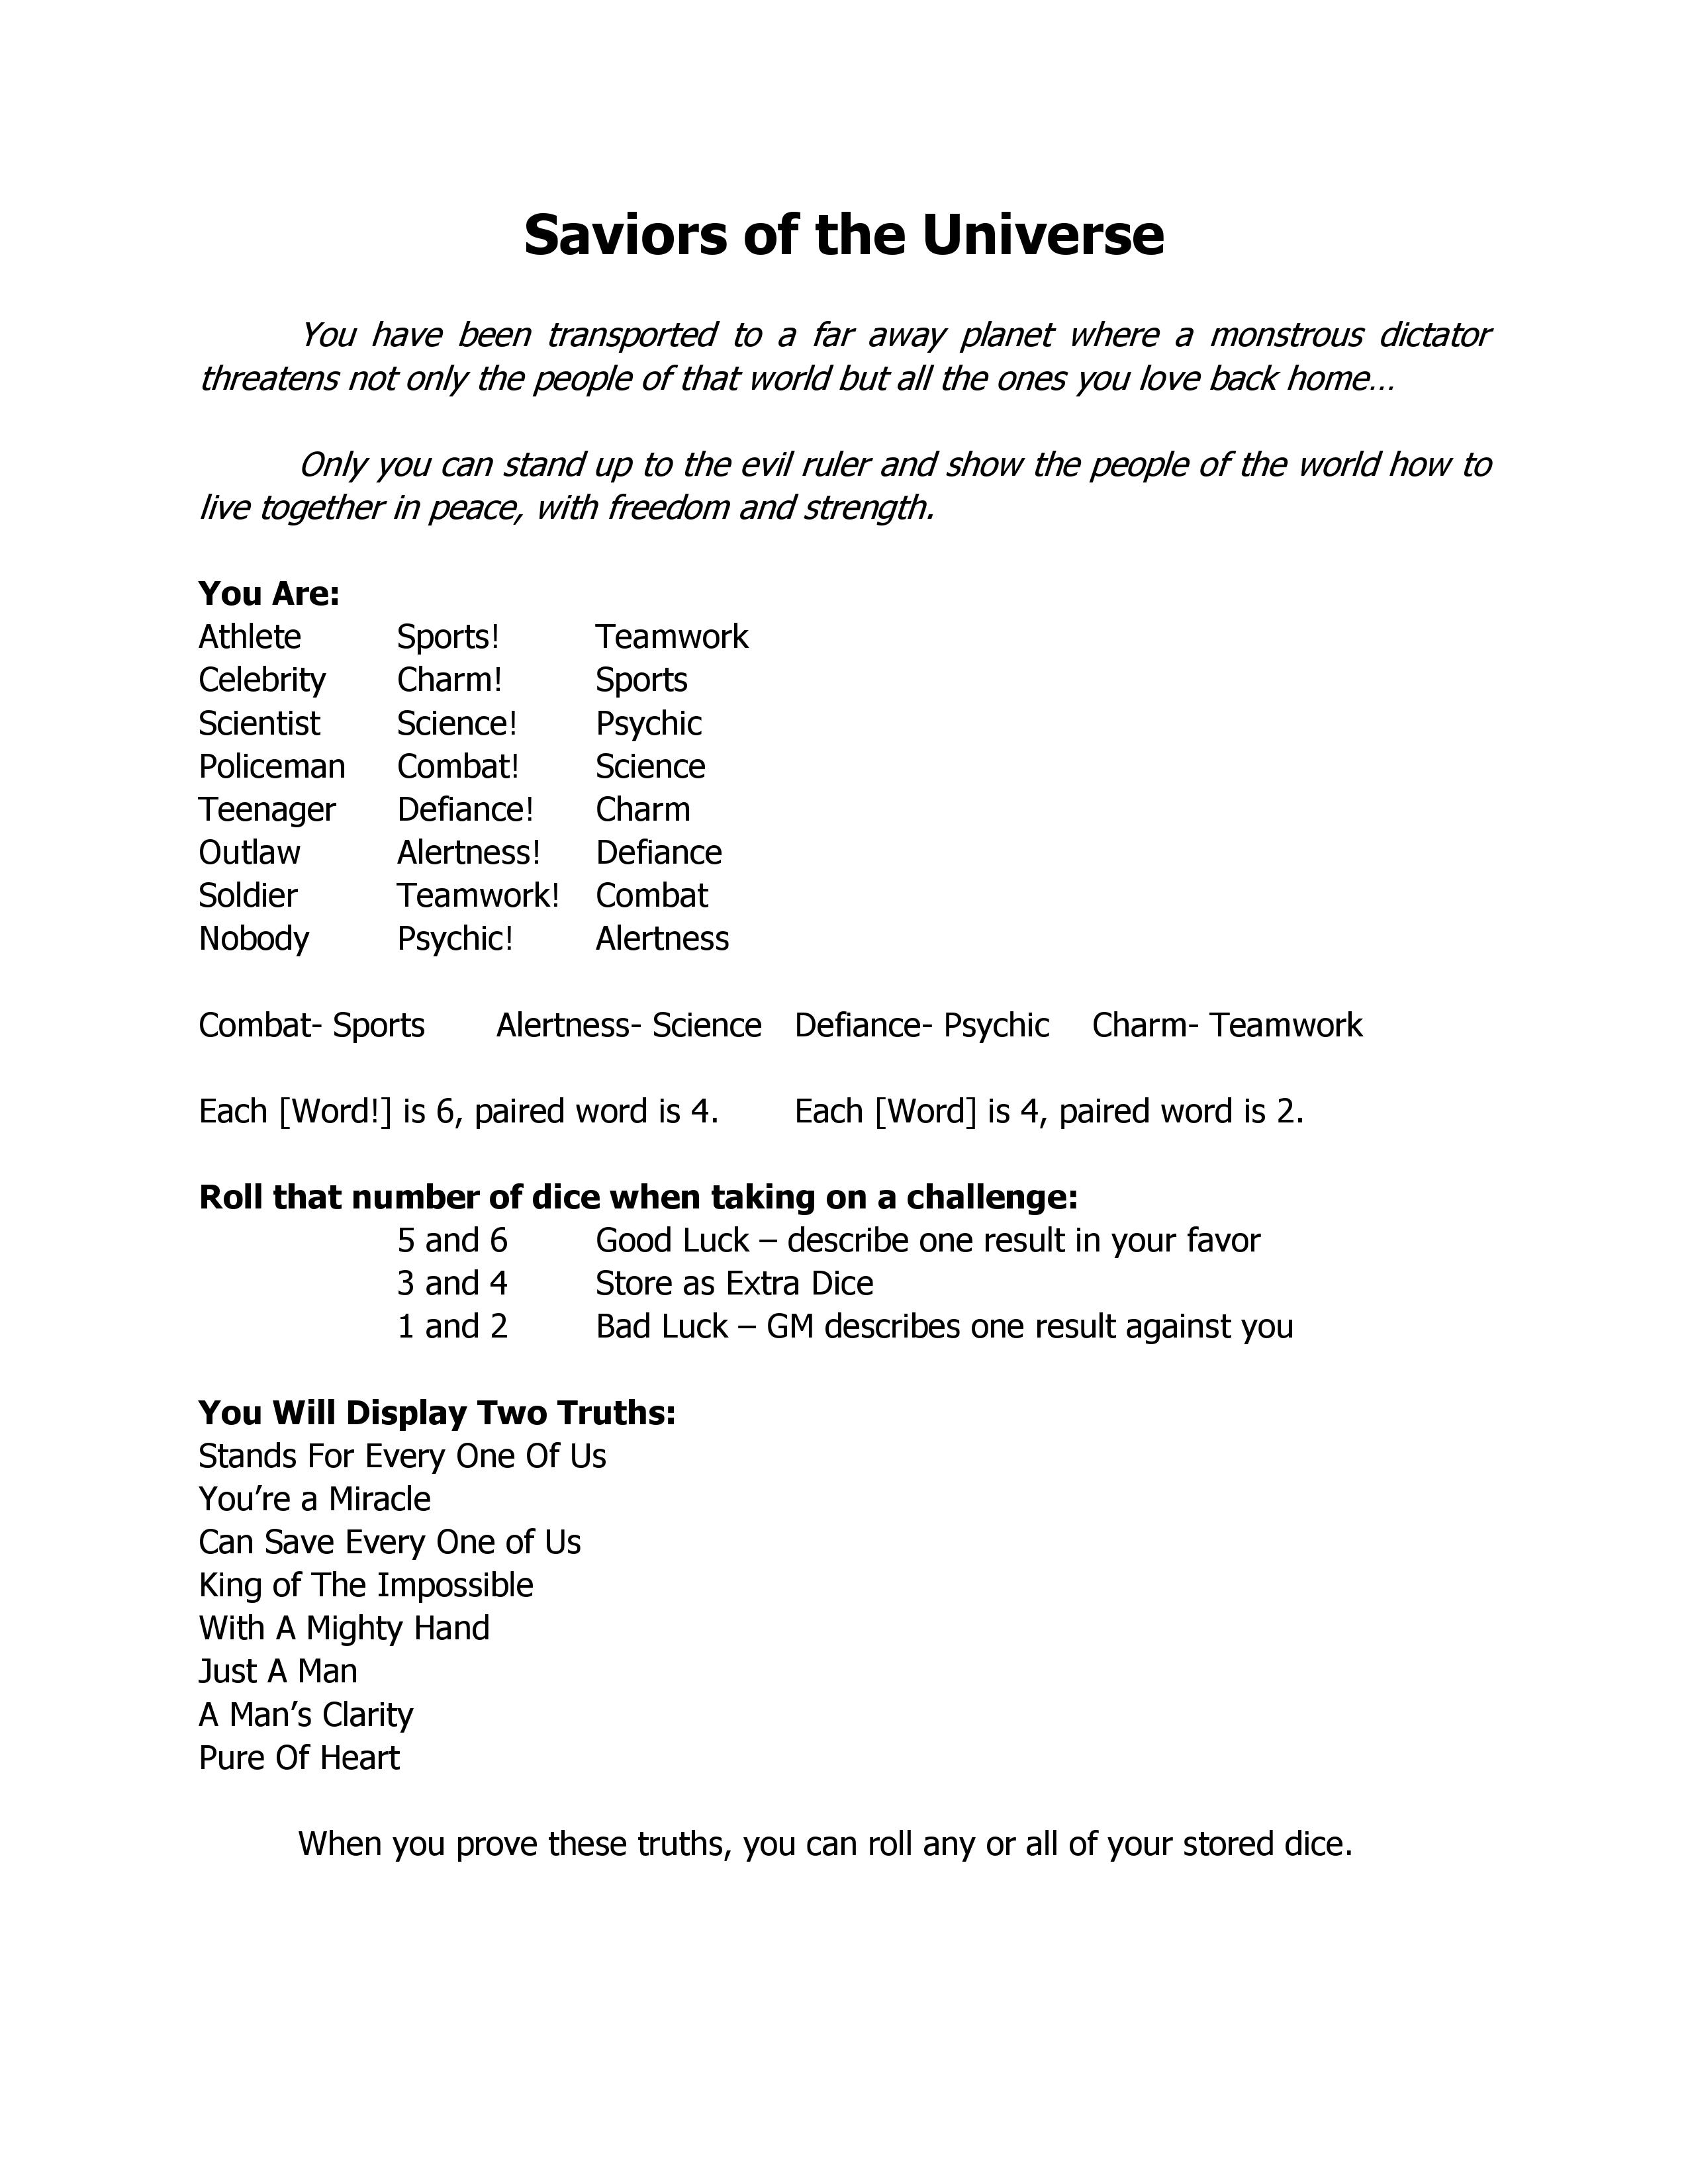 Saviors of the Universe
You have been transported to a far away planet where a monstrous dictator
threatens not only the people of that world but all the ones you love back home…
Only you can stand up to the evil ruler and show the people of the world how to
live together in peace, with freedom and strength.
You Are:
Athlete Sports! Teamwork
Celebrity Charm! Sports
Scientist Science! Psychic
Policeman Combat! Science
Teenager Defiance! Charm
Outlaw Alertness! Defiance
Soldier Teamwork! Combat
Nobody Psychic! Alertness
Combat- Sports Alertness- Science Defiance- Psychic Charm- Teamwork
Each [Word!] is 6, paired word is 4. Each [Word] is 4, paired word is 2.
Roll that number of dice when taking on a challenge:
5 and 6 Good Luck – describe one result in your favor
3 and 4 Store as Extra Dice
1 and 2 Bad Luck – GM describes one result against you
You Will Display Two Truths:
Stands For Every One Of Us
You’re a Miracle
Can Save Every One of Us
King of The Impossible
With A Mighty Hand
Just A Man
A Man’s Clarity
Pure Of Heart
When you prove these truths, you can roll any or all of your stored dice.